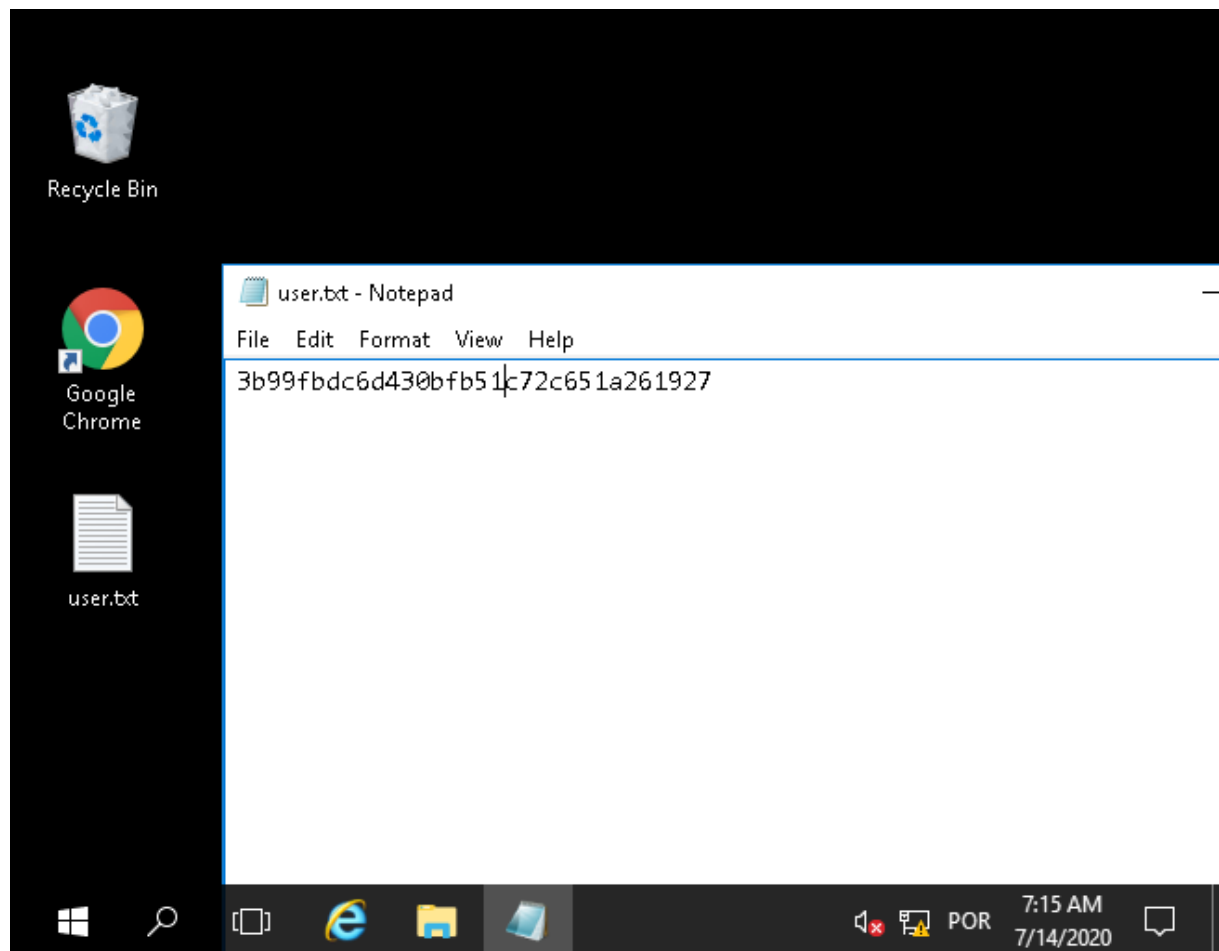 Recycle Bin
user.txt - Notepad
File Edit Format View Help
3b99fbdc6d430bfb51c72c651a261927
Google
Chrome
user.txt
POR
7:15 AM
7/14/2020